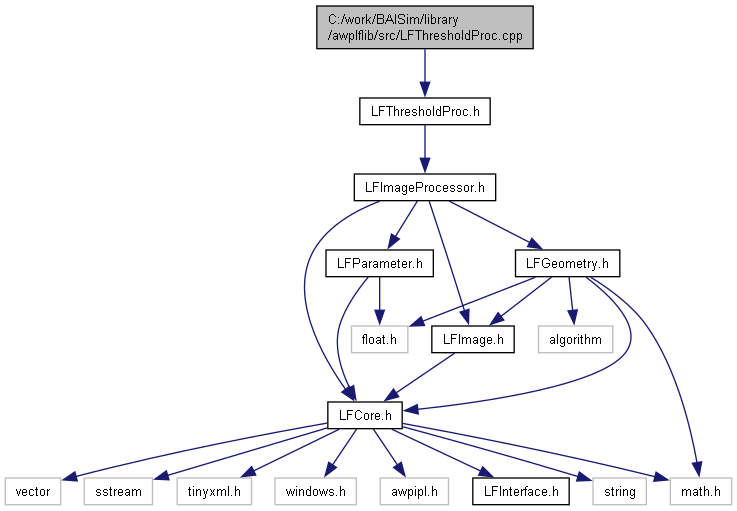 C:/work/BAISim/library
/awplflib/src/LFThresholdProc.cpp
LFThresholdProc.h
LFImageProcessor.h
LFParameter.h
LFGeometry.h
float.h
LFImage.h
algorithm
LFCore.h
vector
sstream
tinyxml.h
windows.h
awpipl.h
LFInterface.h
string
math.h